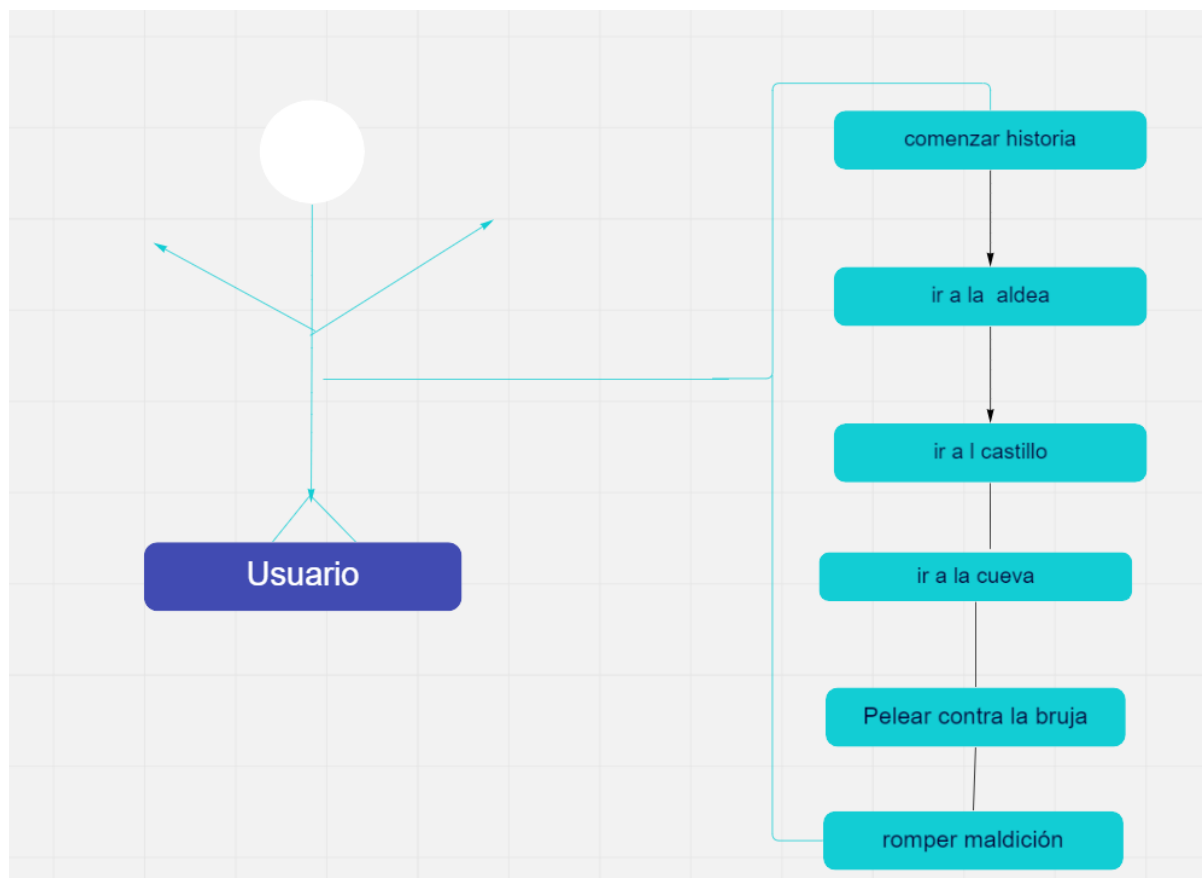 comenzar historia
ir a la  aldea
ir a l castillo
ir a la cueva
Usuario
Pelear contra la bruja
romper maldición